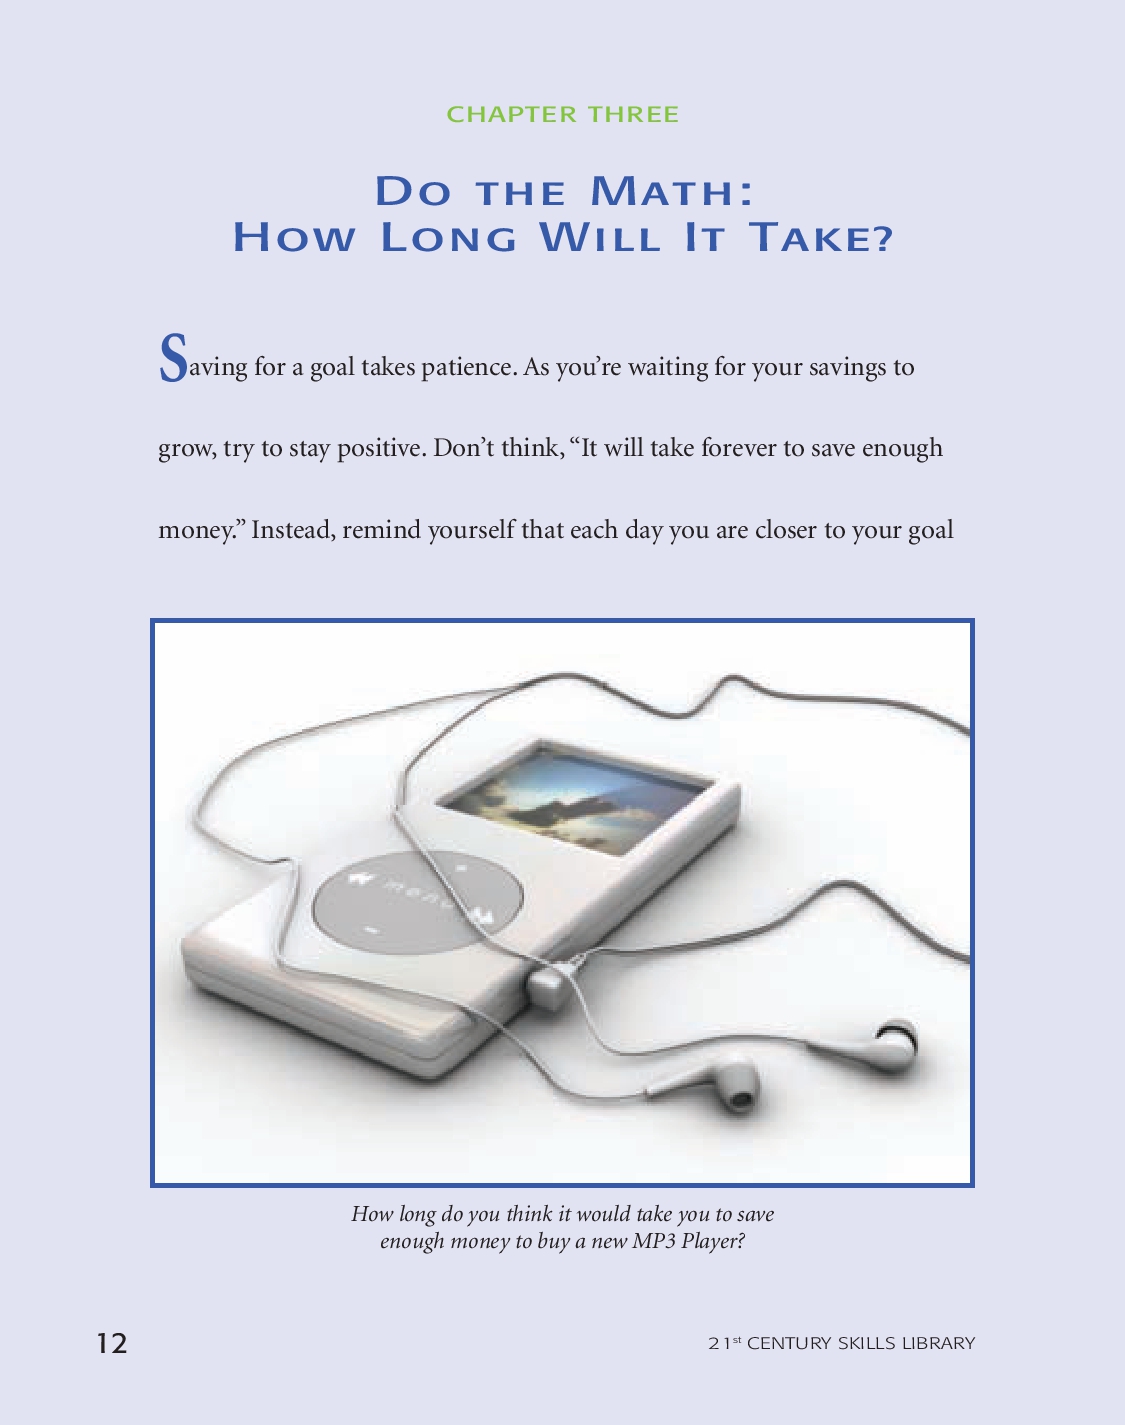 CHAPTER THREE
DO THE MATH:
HOW LONG WILL IT TAKE?
Saving for a goal takes patience. As you’re waiting for your savings to
grow, try to stay positive. Don’t think, “It will take forever to save enough
money.” Instead, remind yourself that each day you are closer to your goal
menu
How long do you think it would take you to save
enough money to buy a new MP3 Player?
12
21st CENTURY SKILLS LIBRARY